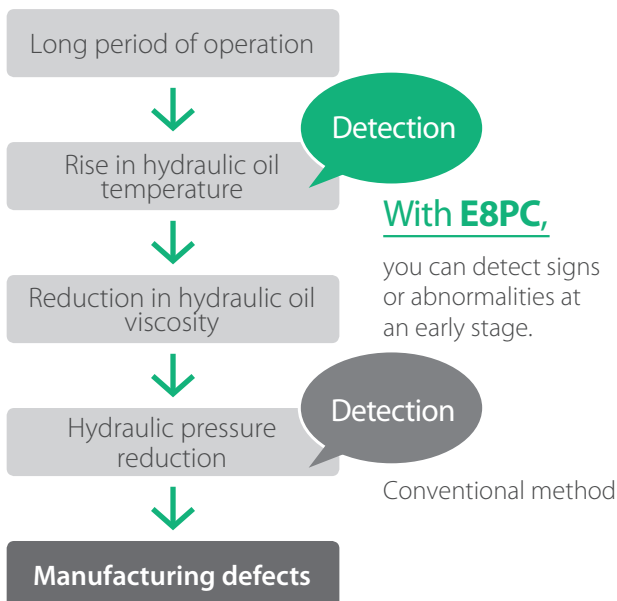 Long period of operation
Detection
Rise in hydraulic oil
temperature
With E8PC,
you can detect signs
or abnormalities at
an early stage.
Reduction in hydraulic oil
viscosity
Detection
Hydraulic pressure
reduction
Conventional method
Manufacturing defects